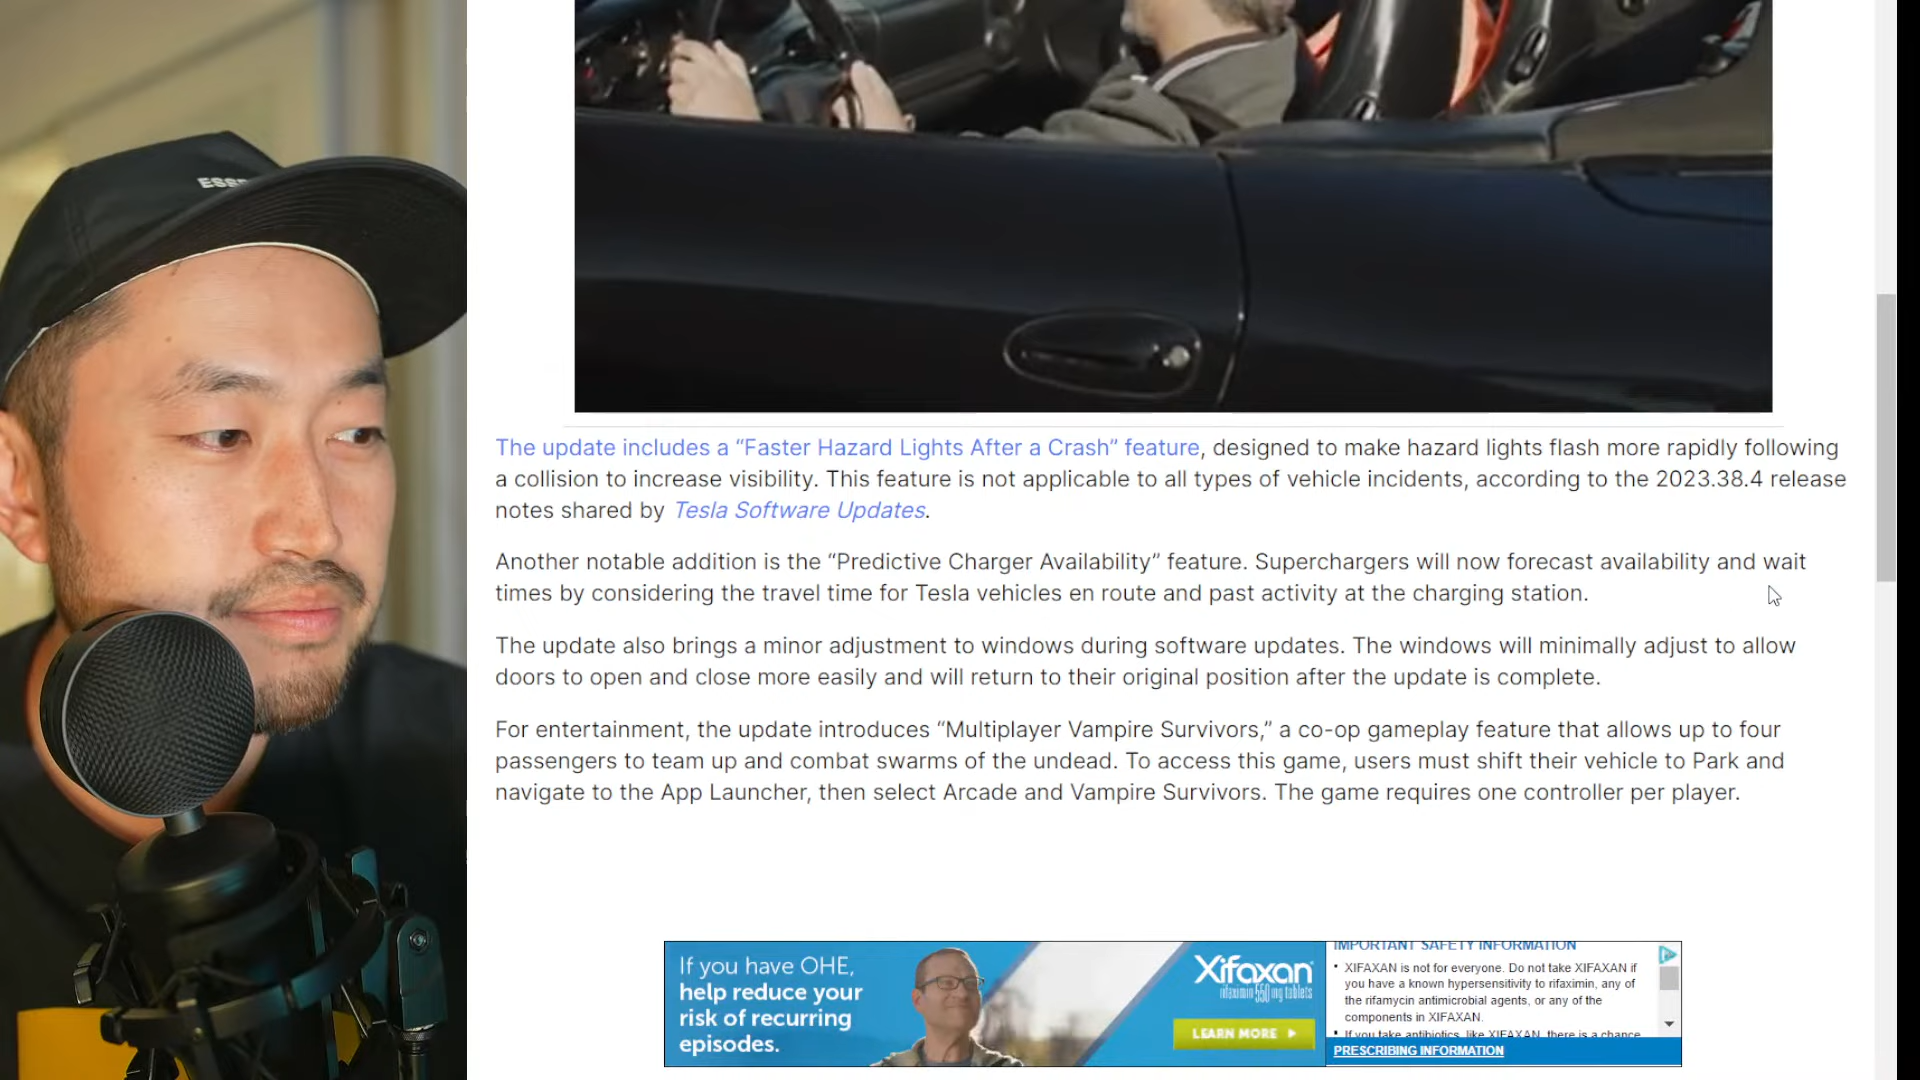 The update includes a “Faster Hazard Lights After a Crash” feature, designed to make hazard lights flash more rapidly following
a collision to increase visibility. This feature is not applicable to all types of vehicle incidents, according to the 2023.38.4 release
notes shared by Tesla Software Updates.
Another notable addition is the “Predictive Charger Availability” feature. Superchargers will now forecast availability and wait
times by considering the travel time for Tesla vehicles en route and past activity at the charging station.
The update also brings a minor adjustment to windows during software updates. The windows will minimally adjust to allow
doors to open and close more easily and will return to their original position after the update is complete.
For entertainment, the update introduces “Multiplayer Vampire Survivors,” a co-op gameplay feature that allows up to four
passengers to team up and combat swarms of the undead. To access this game, users must shift their vehicle to Park and
navigate to the App Launcher, then select Arcade and Vampire Survivors. The game requires one controller per player.
If you have OHE,
help reduce your
risk of recurring
episodes.
Xifaxan
rifaximin 550 mg tablets
LEARN MORE
IMPORTANT SAFETY INFORMATION
• XIFAXAN is not for everyone. Do not take XIFAXAN if
you have a known hypersensitivity to rifaximin, any of
the rifamycin antimicrobial agents, or any of the
components in XIFAXAN.
• If you take antibiotics, like XIFAXAN, there is a chance
PRESCRIBING INFORMATION